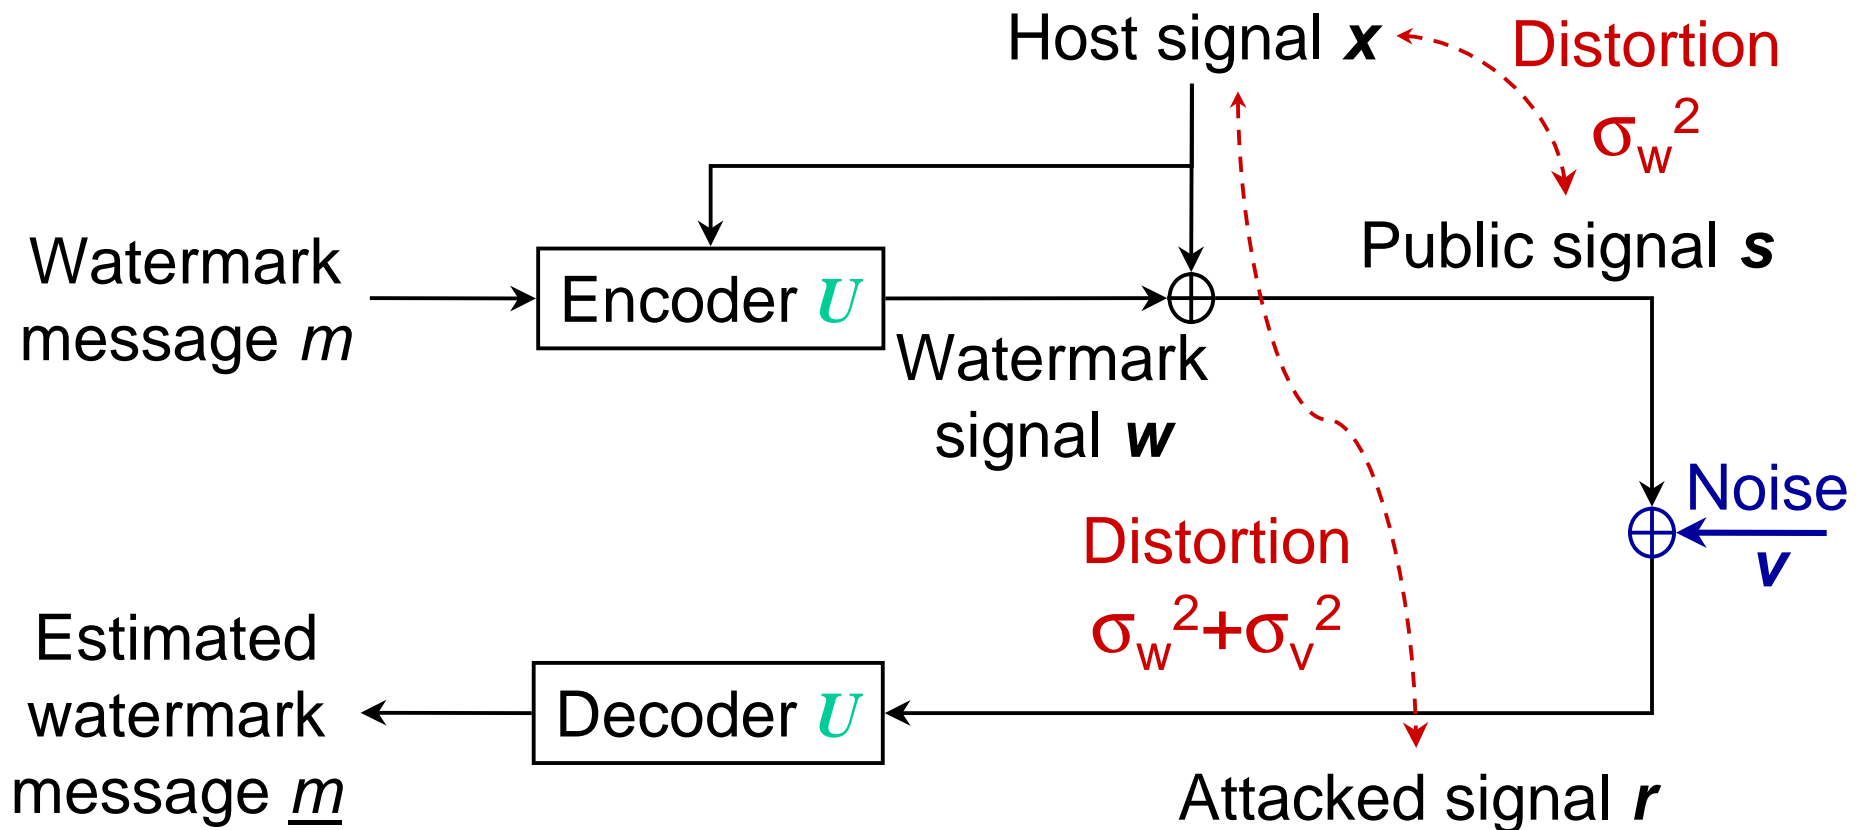 Host signal x
Distortion
σw²
Watermark
message m
Encoder U
Public signal s
Watermark
signal w
Noise
v
Distortion
σw²+σv²
Estimated
watermark
message m
Decoder U
Attacked signal r